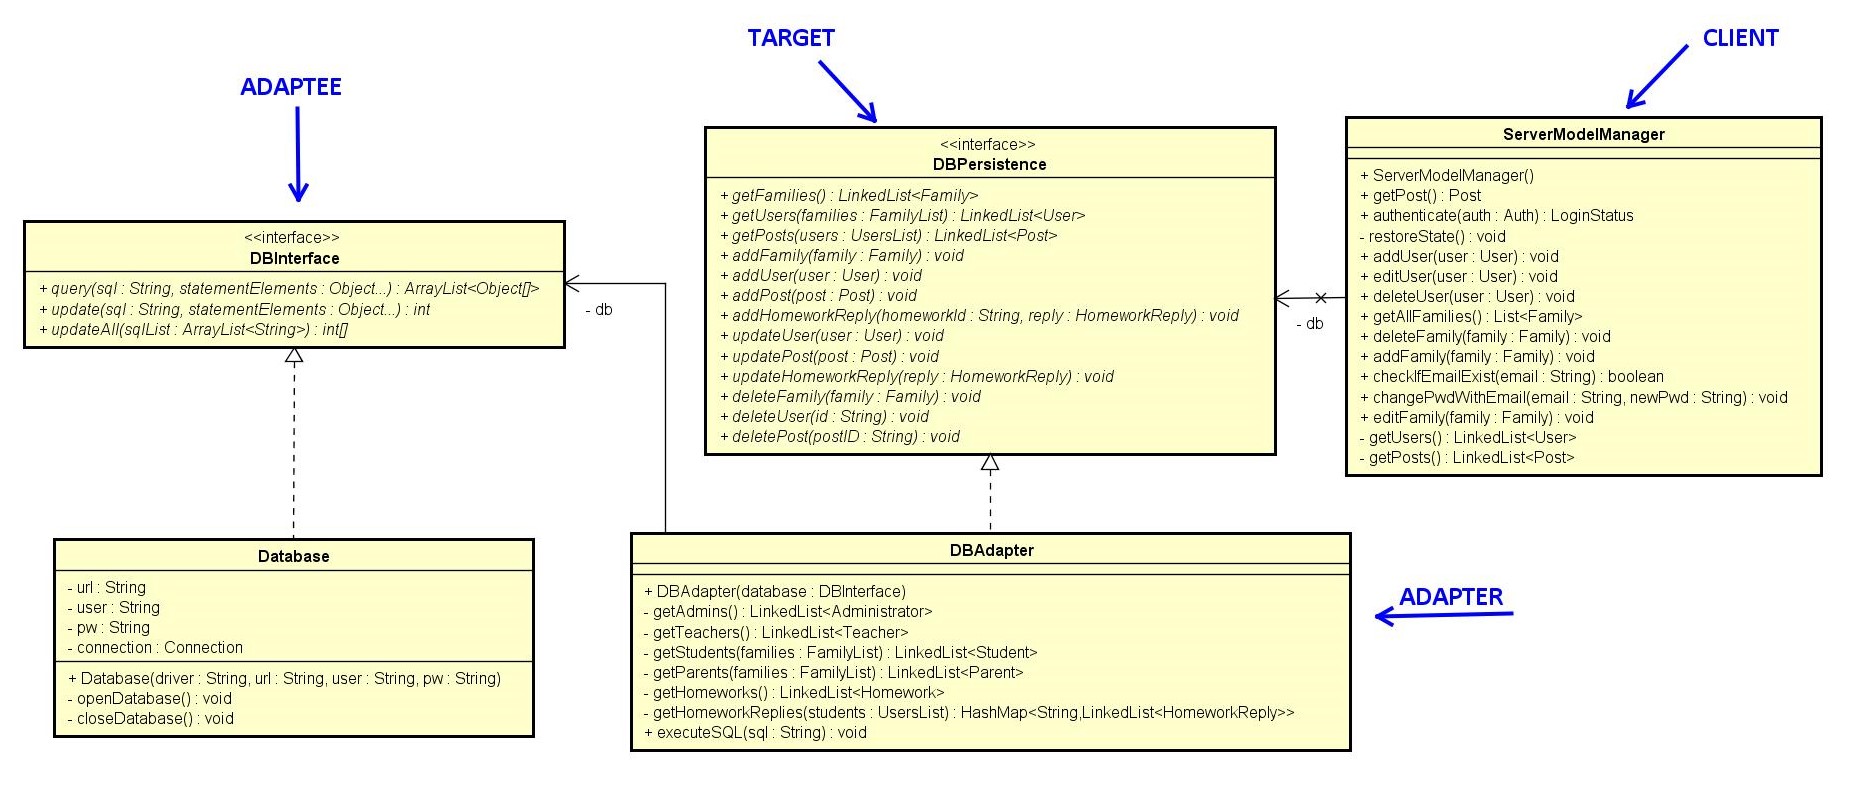 TARGET
CLIENT
ADAPTEE
<<interface>>
DBInterface
+ query(sql : String, statementElements : Object...) : ArrayList<Object[]>
+ update(sql : String, statementElements : Object...) : int
+ updateAll(sqlList : ArrayList<String>) : int[]
- db
<<interface>>
DBPersistence
+ getFamilies() : LinkedList<Family>
+ getUsers(families : FamilyList) : LinkedList<User>
+ getPosts(users : UsersList) : LinkedList<Post>
+ addFamily(family : Family) : void
+ addUser(user : User) : void
+ addPost(post : Post) : void
+ addHomeworkReply(homeworkId : String, reply : HomeworkReply) : void
+ updateUser(user : User) : void
+ updatePost(post : Post) : void
+ updateHomeworkReply(reply : HomeworkReply) : void
+ deleteFamily(family : Family) : void
+ deleteUser(id : String) : void
+ deletePost(postID : String) : void
- db
ServerModelManager
+ ServerModelManager()
+ getPost() : Post
+ authenticate(auth : Auth) : LoginStatus
- restoreState() : void
+ addUser(user : User) : void
+ editUser(user : User) : void
+ deleteUser(user : User) : void
+ getAllFamilies() : List<Family>
+ deleteFamily(family : Family) : void
+ addFamily(family : Family) : void
+ checkIfEmailExist(email : String) : boolean
+ changePwdWithEmail(email : String, newPwd : String) : void
+ editFamily(family : Family) : void
- getUsers() : LinkedList<User>
- getPosts() : LinkedList<Post>
Database
- url : String
- user : String
- pw : String
- connection : Connection
+ Database(driver : String, url : String, user : String, pw : String)
- openDatabase() : void
- closeDatabase() : void
DBAdapter
+ DBAdapter(database : DBInterface)
- getAdmins() : LinkedList<Administrator>
- getTeachers() : LinkedList<Teacher>
- getStudents(families : FamilyList) : LinkedList<Student>
- getParents(families : FamilyList) : LinkedList<Parent>
- getHomeworks() : LinkedList<Homework>
- getHomeworkReplies(students : UsersList) : HashMap<String,LinkedList<HomeworkReply>>
+ executeSQL(sql : String) : void
ADAPTER